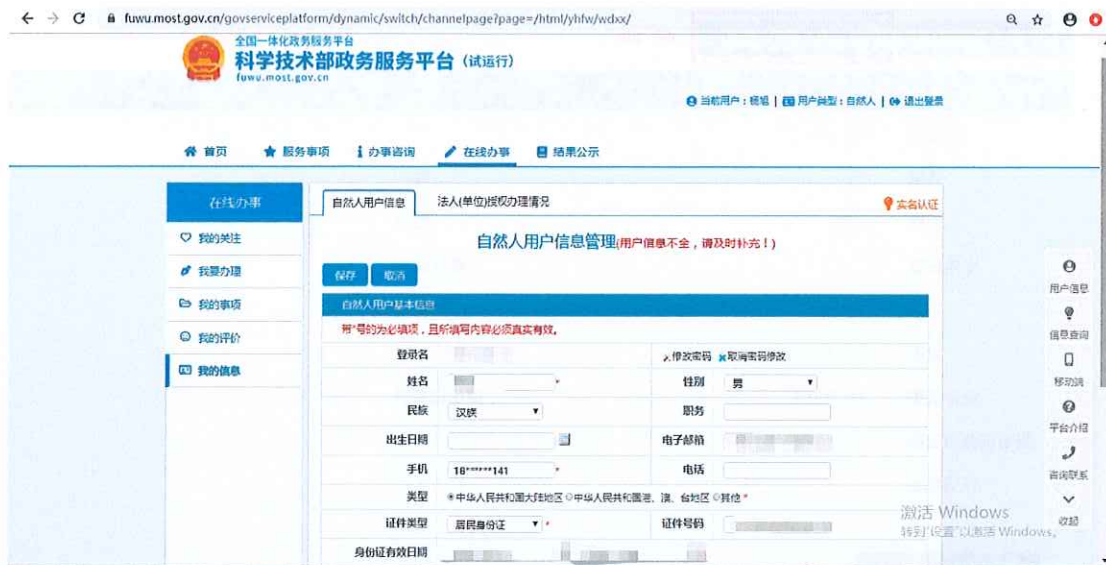 fuwu.most.gov.cn/govserviceplatform/dynamic/switch/channelpage?page=/html/yhfw/wdxx/
全国一体化政务服务平台
科学技术部政务服务平台（试运行）
fuwu.most.gov.cn
当前用户：杨旭 | 用户类型：自然人 | 退出登录
首页 服务事项 办事咨询 在线办事 结果公示
在线办事
我的关注
我要办理
我的事项
我的评价
我的信息
自然人用户信息 法人(单位)授权办理情况 实名认证
自然人用户信息管理(用户信息不全，请及时补充！)
保存 取消
自然人用户基本信息
带*号的为必填项，且所填写内容必须真实有效。
登录名 修改密码 取消密码修改
姓名 * 性别 男
民族 汉族 职务
出生日期 电子邮箱
手机 18******141 * 电话
类型 中华人民共和国大陆地区 中华人民共和国港、澳、台地区 其他 *
证件类型 居民身份证 * 证件号码
身份证有效日期
用户信息
信息查询
移动端
平台介绍
咨询联系
收起
激活 Windows
转到"设置"以激活 Windows。